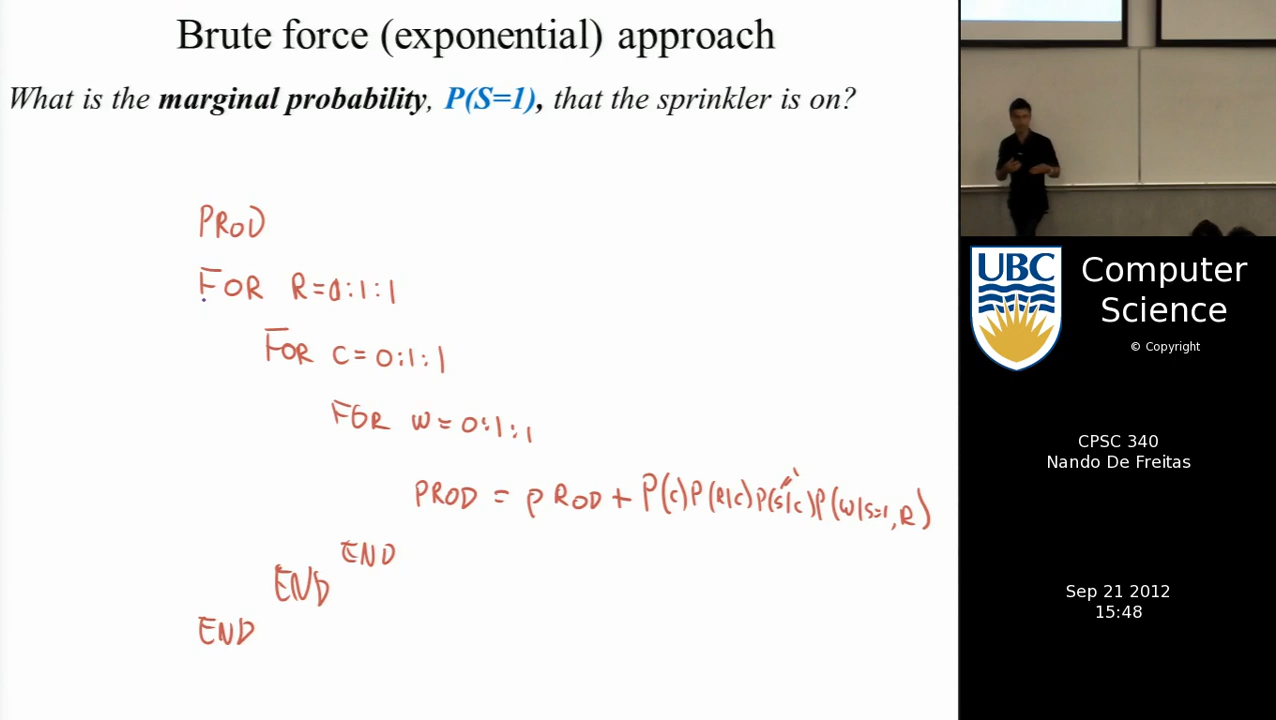 Brute force (exponential) approach
What is the marginal probability, P(S=1), that the sprinkler is on?
PROD
FOR R=0:1:1
FOR C=0:1:1
FOR W=0:1:1
PROD = PROD + P(C)P(R|C)P(S=1|C)P(W|S=1,R)
END
END
END
UBC
Computer
Science
© Copyright
CPSC 340
Nando De Freitas
Sep 21 2012
15:48